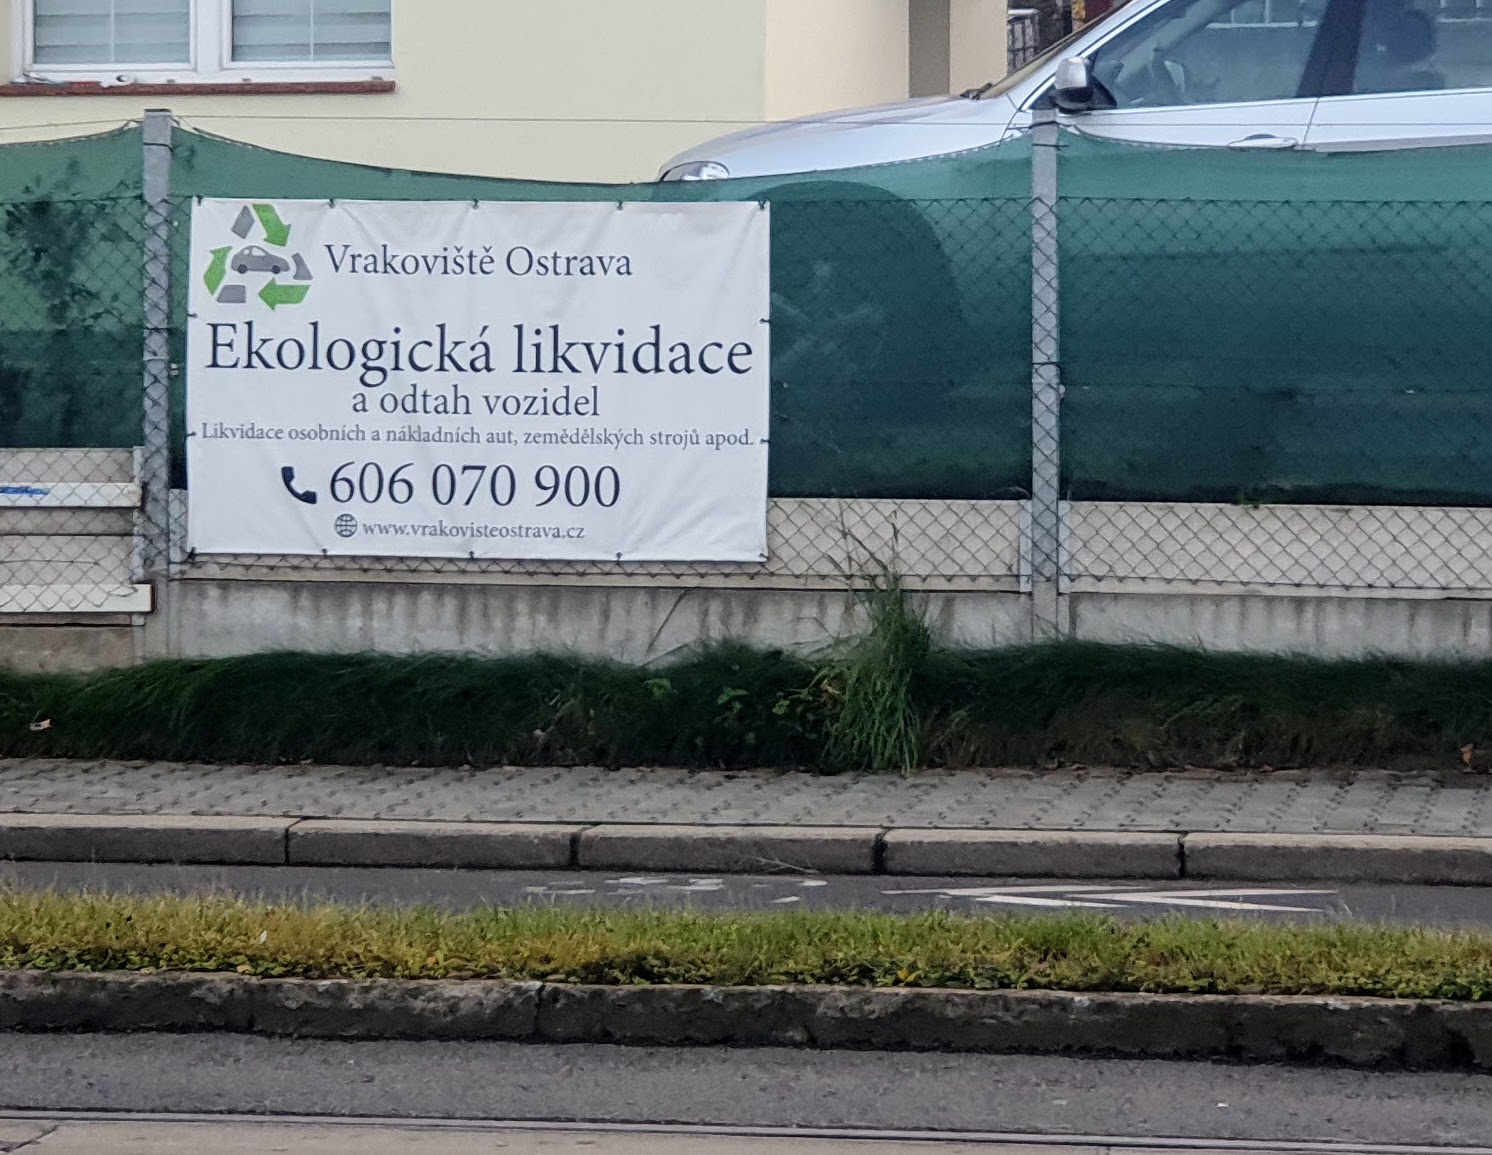 Vrakoviště Ostrava
Ekologická likvidace
a odtah vozidel
Likvidace osobních a nákladních aut, zemědělských strojů apod.
606 070 900
www.vrakovisteostrava.cz